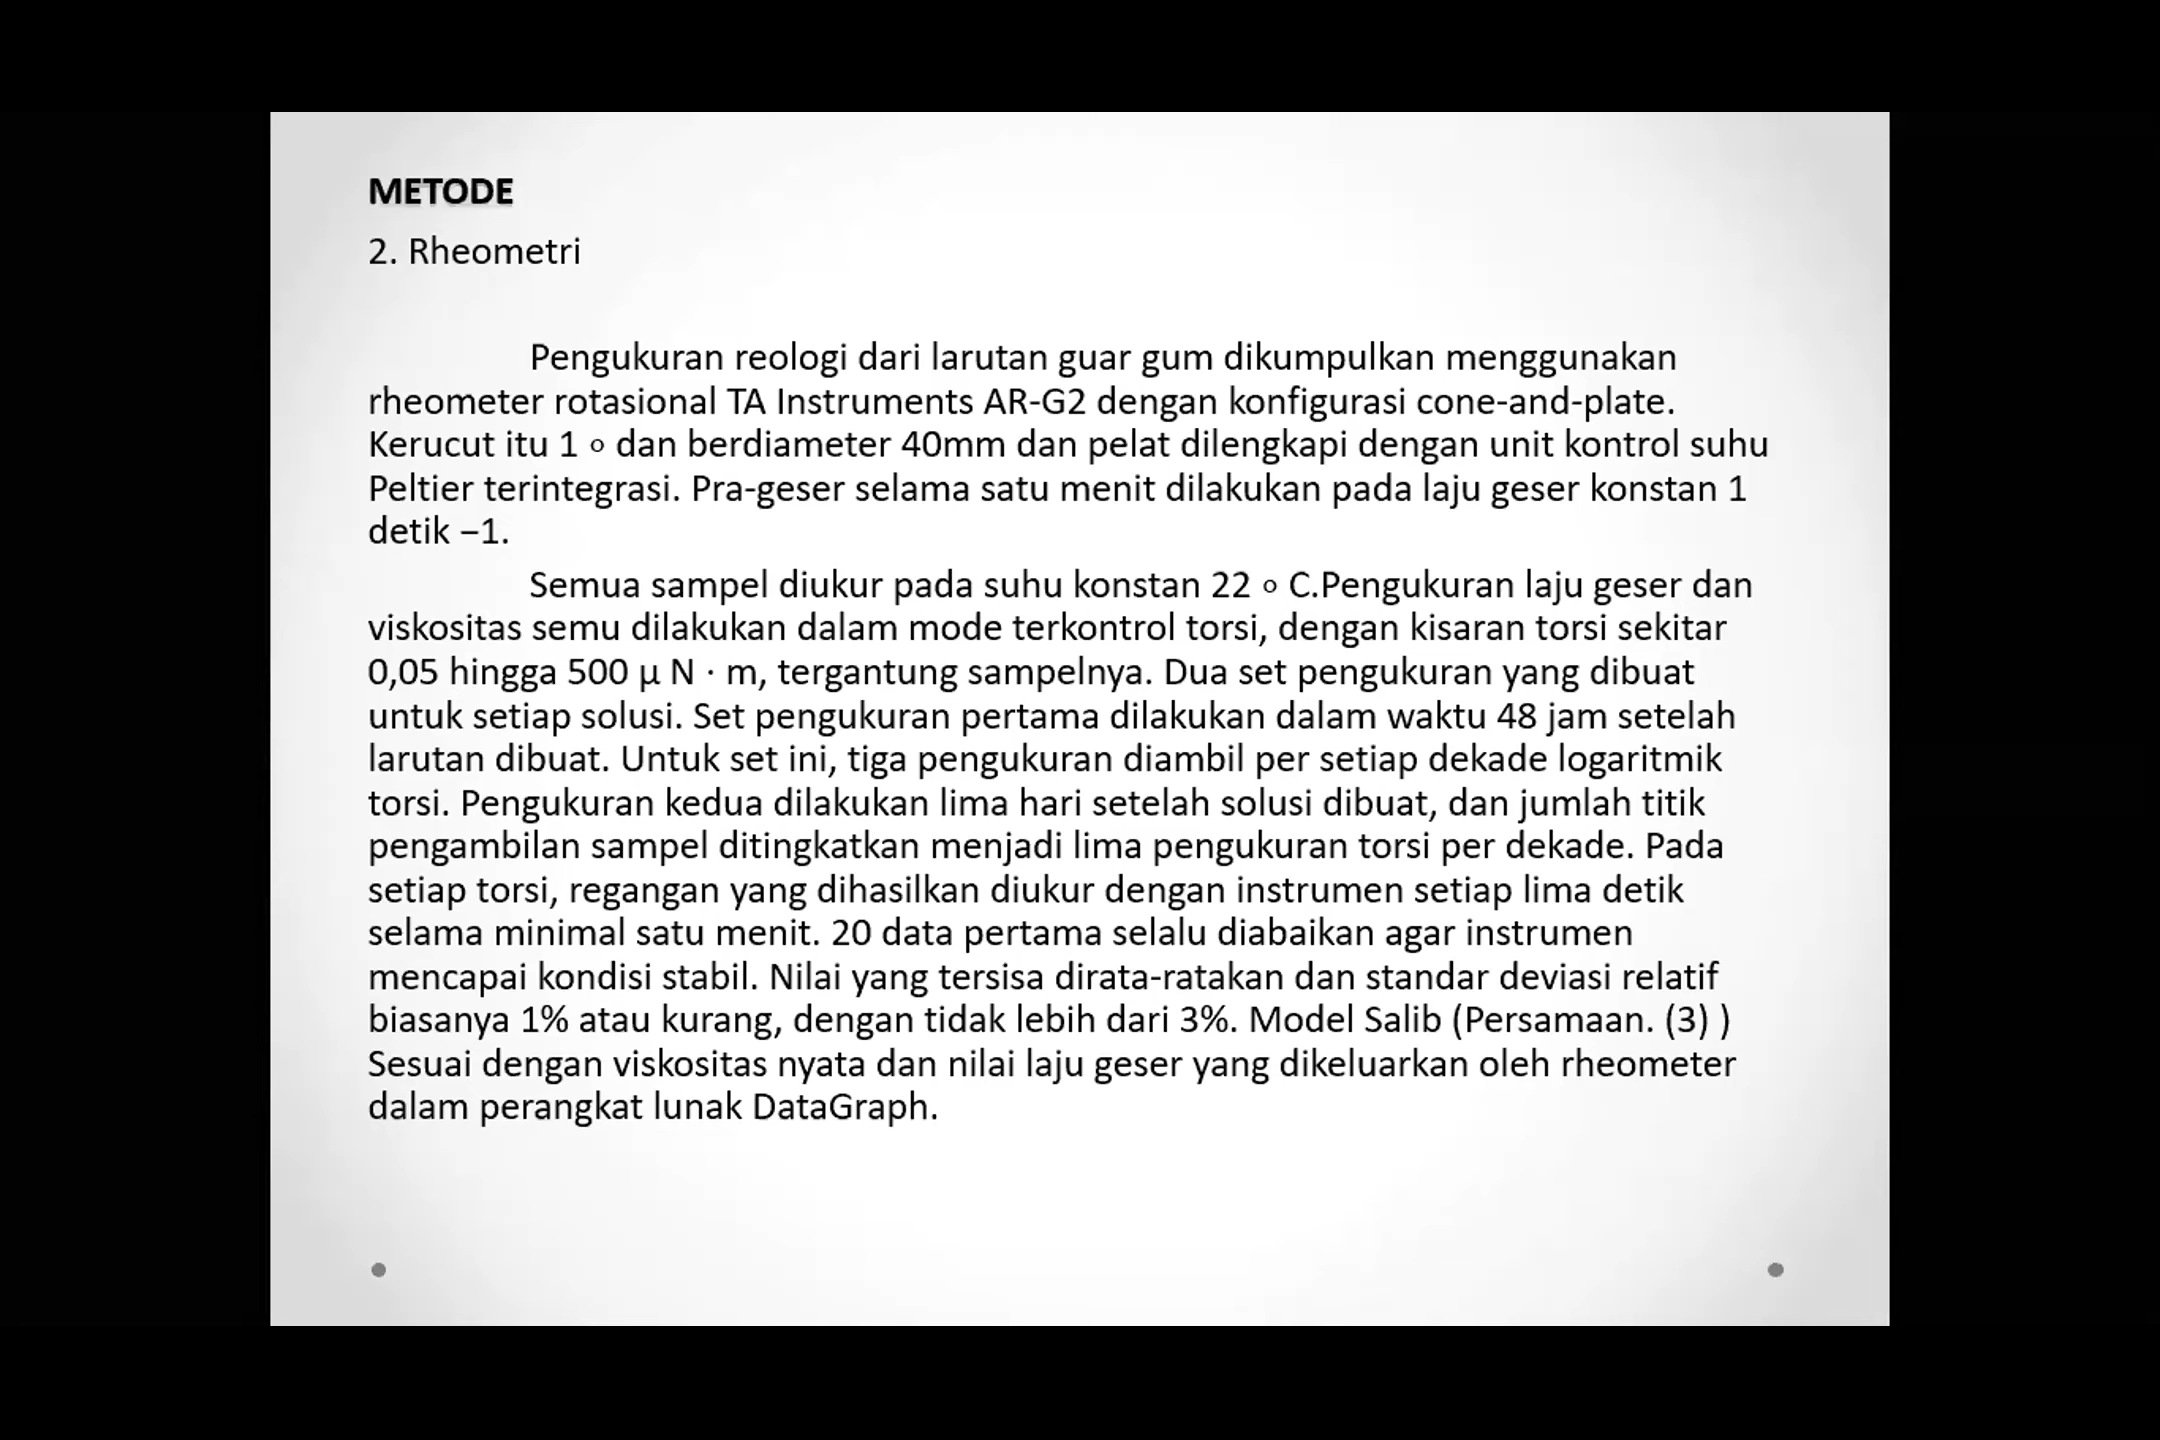 METODE
2. Rheometri
Pengukuran reologi dari larutan guar gum dikumpulkan menggunakan
rheometer rotasional TA Instruments AR-G2 dengan konfigurasi cone-and-plate.
Kerucut itu 1 ∘ dan berdiameter 40mm dan pelat dilengkapi dengan unit kontrol suhu
Peltier terintegrasi. Pra-geser selama satu menit dilakukan pada laju geser konstan 1
detik −1.
Semua sampel diukur pada suhu konstan 22 ∘ C.Pengukuran laju geser dan
viskositas semu dilakukan dalam mode terkontrol torsi, dengan kisaran torsi sekitar
0,05 hingga 500 μ N · m, tergantung sampelnya. Dua set pengukuran yang dibuat
untuk setiap solusi. Set pengukuran pertama dilakukan dalam waktu 48 jam setelah
larutan dibuat. Untuk set ini, tiga pengukuran diambil per setiap dekade logaritmik
torsi. Pengukuran kedua dilakukan lima hari setelah solusi dibuat, dan jumlah titik
pengambilan sampel ditingkatkan menjadi lima pengukuran torsi per dekade. Pada
setiap torsi, regangan yang dihasilkan diukur dengan instrumen setiap lima detik
selama minimal satu menit. 20 data pertama selalu diabaikan agar instrumen
mencapai kondisi stabil. Nilai yang tersisa dirata-ratakan dan standar deviasi relatif
biasanya 1% atau kurang, dengan tidak lebih dari 3%. Model Salib (Persamaan. (3) )
Sesuai dengan viskositas nyata dan nilai laju geser yang dikeluarkan oleh rheometer
dalam perangkat lunak DataGraph.